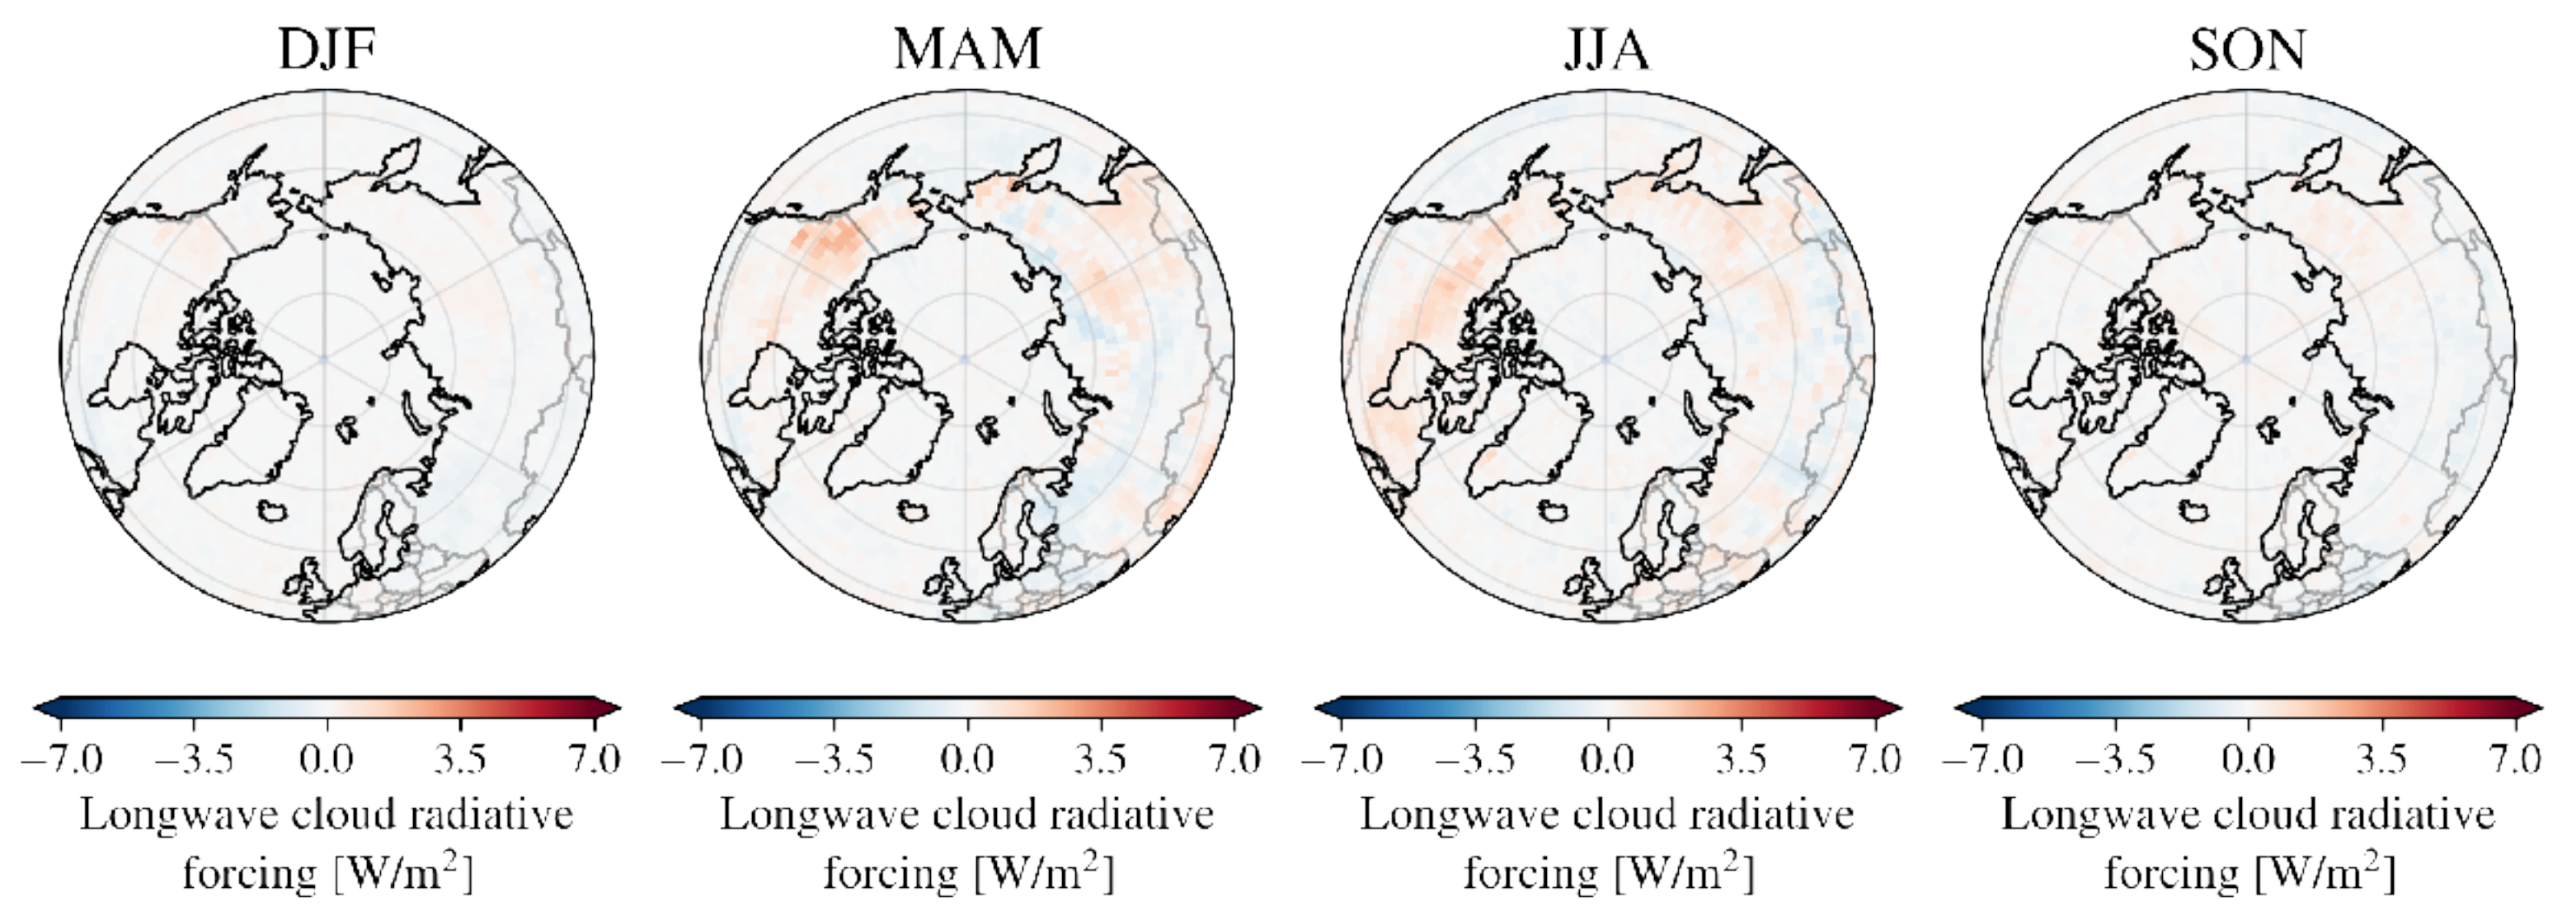 DJF MAM JJA SON
−7.0 −3.5 0.0 3.5 7.0 −7.0 −3.5 0.0 3.5 7.0 −7.0 −3.5 0.0 3.5 7.0 −7.0 −3.5 0.0 3.5 7.0
Longwave cloud radiative Longwave cloud radiative Longwave cloud radiative Longwave cloud radiative
forcing [W/m²] forcing [W/m²] forcing [W/m²] forcing [W/m²]